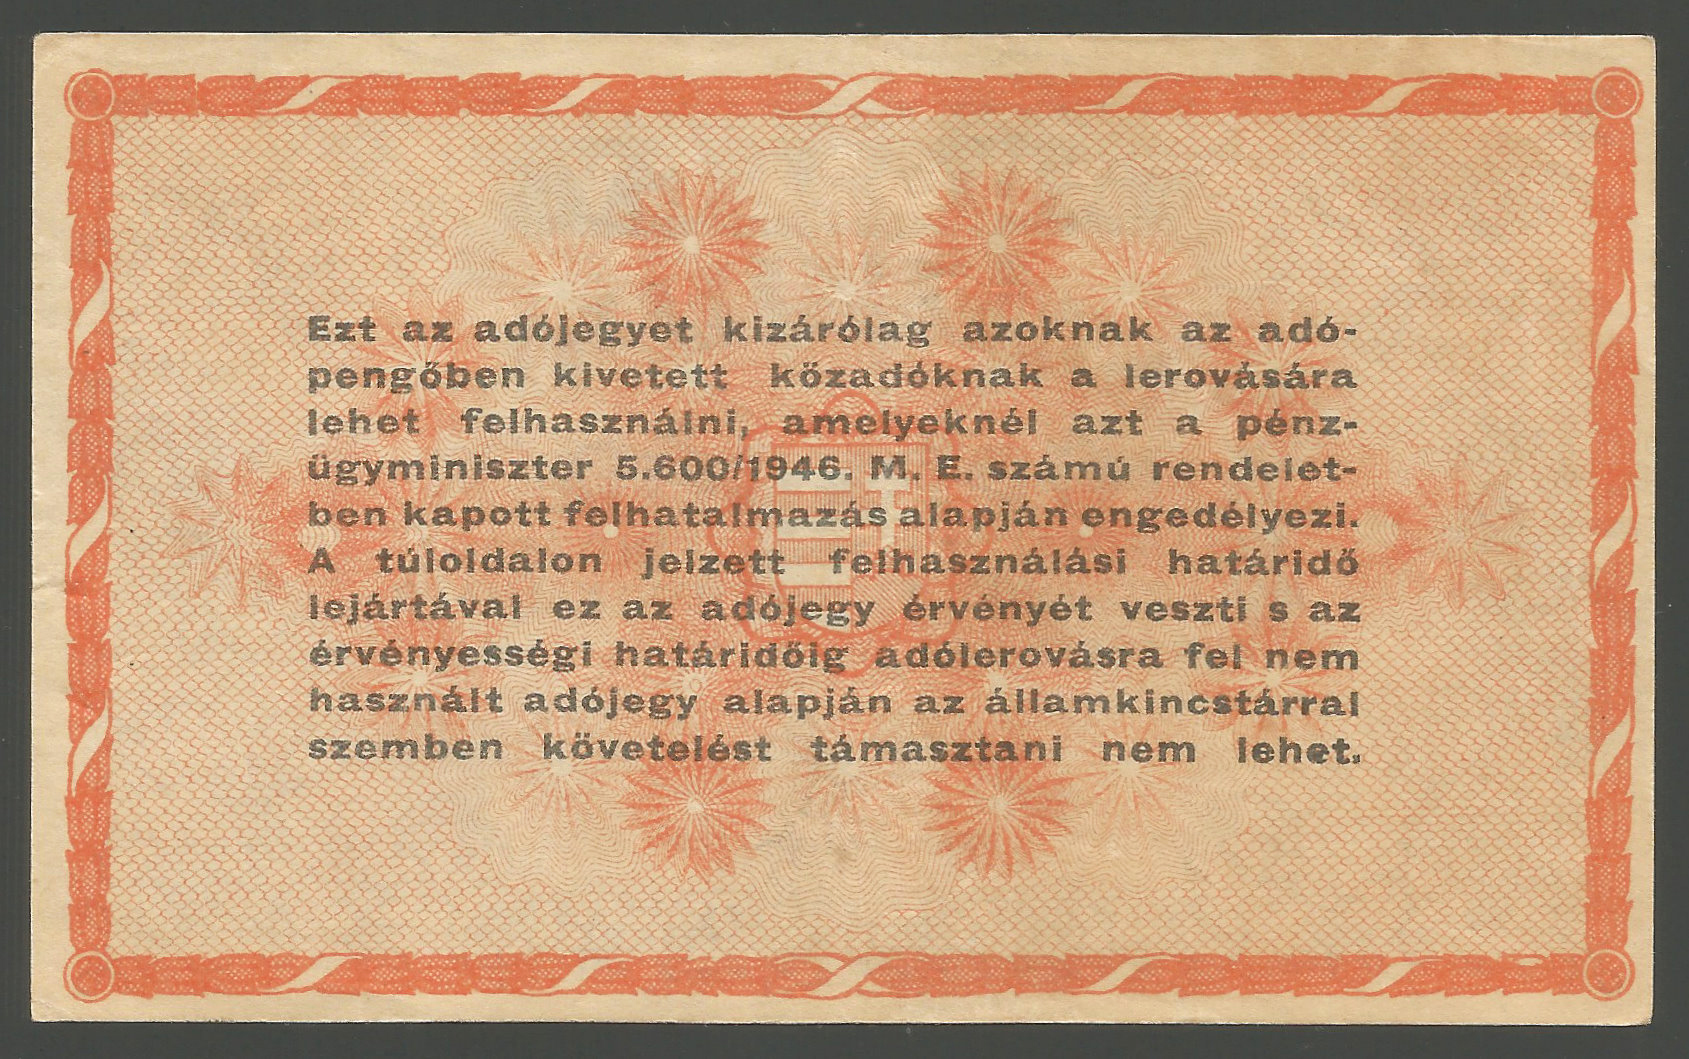 Ezt az adójegyet kizárólag azoknak az adó-
pengőben kivetett közadóknak a lerovására
lehet felhasználni, amelyeknél azt a pénz-
ügyminiszter 5.600/1946. M. E. számú rendelet-
ben kapott felhatalmazás alapján engedélyezi.
A túloldalon jelzett felhasználási határidő
lejártával ez az adójegy érvényét veszti s az
érvényességi határidőig adólerovásra fel nem
használt adójegy alapján az államkincstárral
szemben követelést támasztani nem lehet.